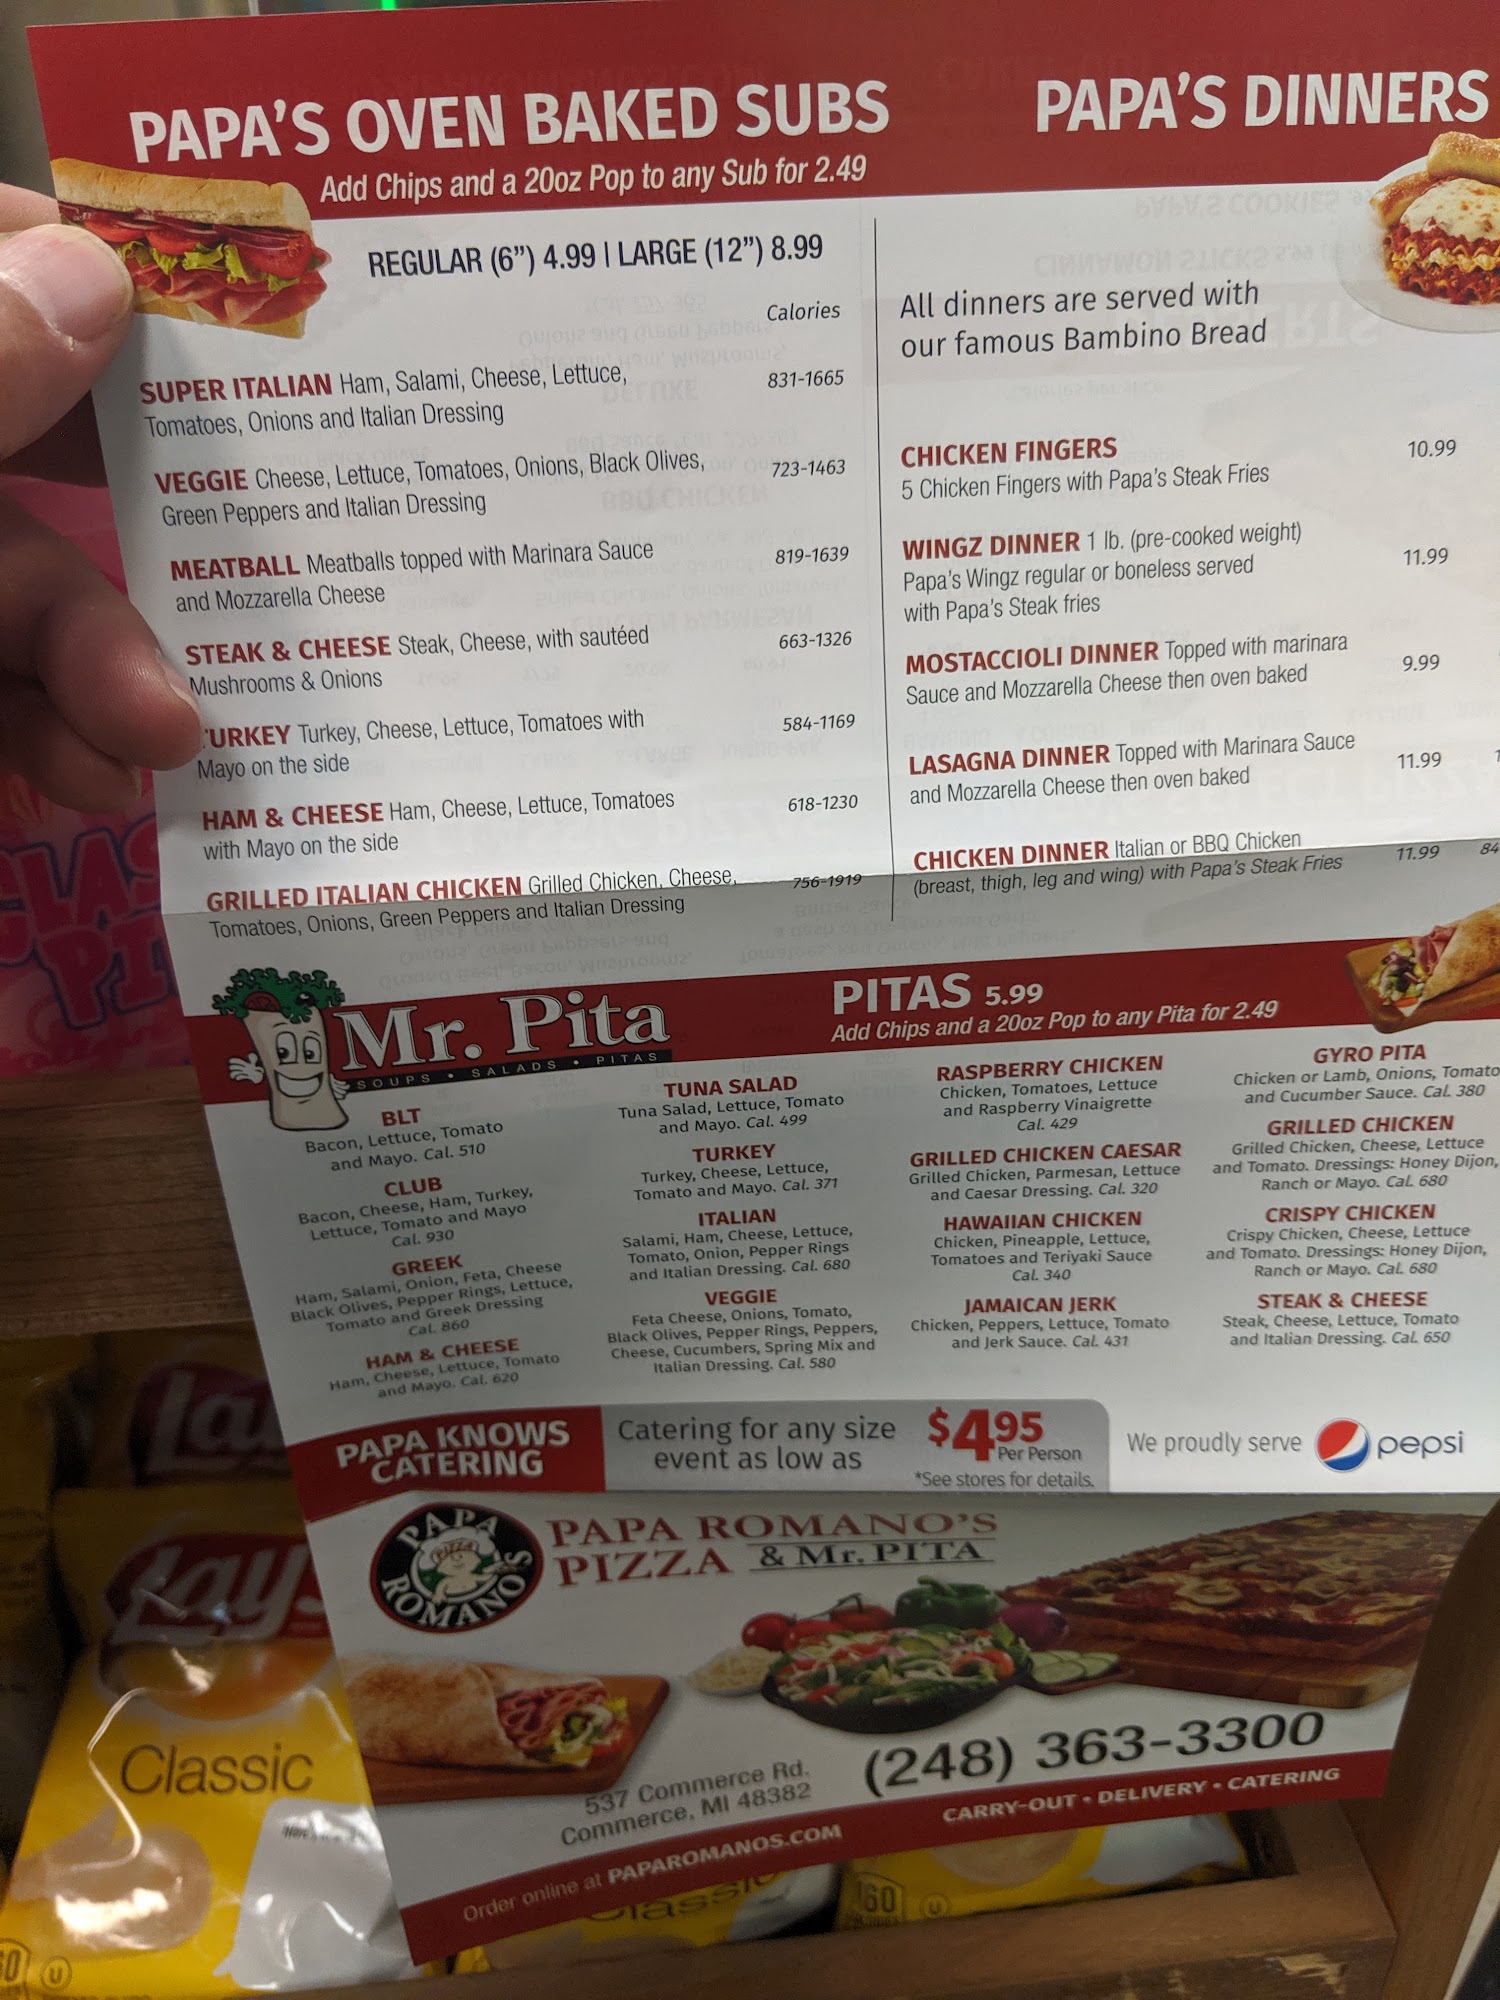 PAPA'S OVEN BAKED SUBS
Add Chips and a 20oz Pop to any Sub for 2.49
REGULAR (6") 4.99 | LARGE (12") 8.99
Calories
SUPER ITALIAN Ham, Salami, Cheese, Lettuce, 831-1665
Tomatoes, Onions and Italian Dressing
VEGGIE Cheese, Lettuce, Tomatoes, Onions, Black Olives, 723-1463
Green Peppers and Italian Dressing
MEATBALL Meatballs topped with Marinara Sauce 819-1639
and Mozzarella Cheese
STEAK & CHEESE Steak, Cheese, with sautéed 663-1326
Mushrooms & Onions
URKEY Turkey, Cheese, Lettuce, Tomatoes with 584-1169
Mayo on the side
HAM & CHEESE Ham, Cheese, Lettuce, Tomatoes 618-1230
with Mayo on the side
GRILLED ITALIAN CHICKEN Grilled Chicken, Cheese, 756-1919
Tomatoes, Onions, Green Peppers and Italian Dressing
PAPA'S DINNERS
All dinners are served with
our famous Bambino Bread
CHICKEN FINGERS 10.99
5 Chicken Fingers with Papa's Steak Fries
WINGZ DINNER 1 lb. (pre-cooked weight) 11.99
Papa's Wingz regular or boneless served
with Papa's Steak fries
MOSTACCIOLI DINNER Topped with marinara 9.99
Sauce and Mozzarella Cheese then oven baked
LASAGNA DINNER Topped with Marinara Sauce 11.99
and Mozzarella Cheese then oven baked
CHICKEN DINNER Italian or BBQ Chicken 11.99 84
(breast, thigh, leg and wing) with Papa's Steak Fries
Mr. Pita
SOUPS • SALADS • PITAS
PITAS 5.99
Add Chips and a 20oz Pop to any Pita for 2.49
BLT
Bacon, Lettuce, Tomato
and Mayo. Cal. 510
CLUB
Bacon, Cheese, Ham, Turkey,
Lettuce, Tomato and Mayo
Cal. 930
GREEK
Ham, Salami, Onion, Feta, Cheese
Black Olives, Pepper Rings, Lettuce,
Tomato and Greek Dressing
Cal. 860
HAM & CHEESE
Ham, Cheese, Lettuce, Tomato
and Mayo. Cal. 620
TUNA SALAD
Tuna Salad, Lettuce, Tomato
and Mayo. Cal. 499
TURKEY
Turkey, Cheese, Lettuce,
Tomato and Mayo. Cal. 371
ITALIAN
Salami, Ham, Cheese, Lettuce,
Tomato, Onion, Pepper Rings
and Italian Dressing. Cal. 680
VEGGIE
Feta Cheese, Onions, Tomato,
Black Olives, Pepper Rings, Peppers,
Cheese, Cucumbers, Spring Mix and
Italian Dressing. Cal. 580
RASPBERRY CHICKEN
Chicken, Tomatoes, Lettuce
and Raspberry Vinaigrette
Cal. 429
GRILLED CHICKEN CAESAR
Grilled Chicken, Parmesan, Lettuce
and Caesar Dressing. Cal. 320
HAWAIIAN CHICKEN
Chicken, Pineapple, Lettuce,
Tomatoes and Teriyaki Sauce
Cal. 340
JAMAICAN JERK
Chicken, Peppers, Lettuce, Tomato
and Jerk Sauce. Cal. 431
GYRO PITA
Chicken or Lamb, Onions, Tomato
and Cucumber Sauce. Cal. 380
GRILLED CHICKEN
Grilled Chicken, Cheese, Lettuce
and Tomato. Dressings: Honey Dijon,
Ranch or Mayo. Cal. 680
CRISPY CHICKEN
Crispy Chicken, Cheese, Lettuce
and Tomato. Dressings: Honey Dijon,
Ranch or Mayo. Cal. 680
STEAK & CHEESE
Steak, Cheese, Lettuce, Tomato
and Italian Dressing. Cal. 650
PAPA KNOWS
CATERING
Catering for any size
event as low as
$4.95
Per Person
*See stores for details.
We proudly serve pepsi
PAPA ROMANO'S
PIZZA
PAPA ROMANO'S
PIZZA & Mr. PITA
537 Commerce Rd.
Commerce, MI 48382
(248) 363-3300
CARRY-OUT • DELIVERY • CATERING
Order online at PAPAROMANOS.COM
Lay's
Classic
Classic
160